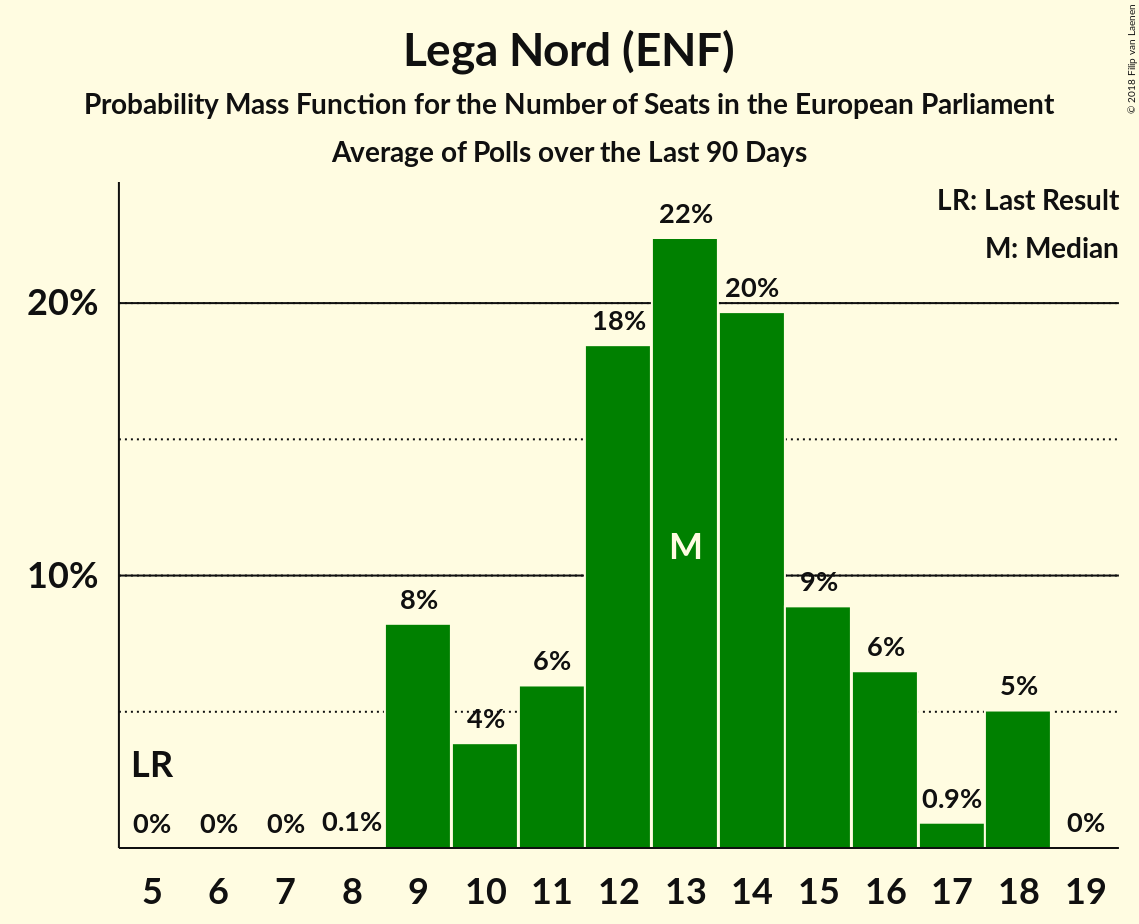 Lega Nord (ENF)
Probability Mass Function for the Number of Seats in the European Parliament
Average of Polls over the Last 90 Days
© 2018 Filip van Laenen
LR: Last Result
M: Median
20%
10%
LR
0%
0%
0%
0.1%
8%
4%
6%
18%
22%
M
20%
9%
6%
0.9%
5%
0%
5 6 7 8 9 10 11 12 13 14 15 16 17 18 19